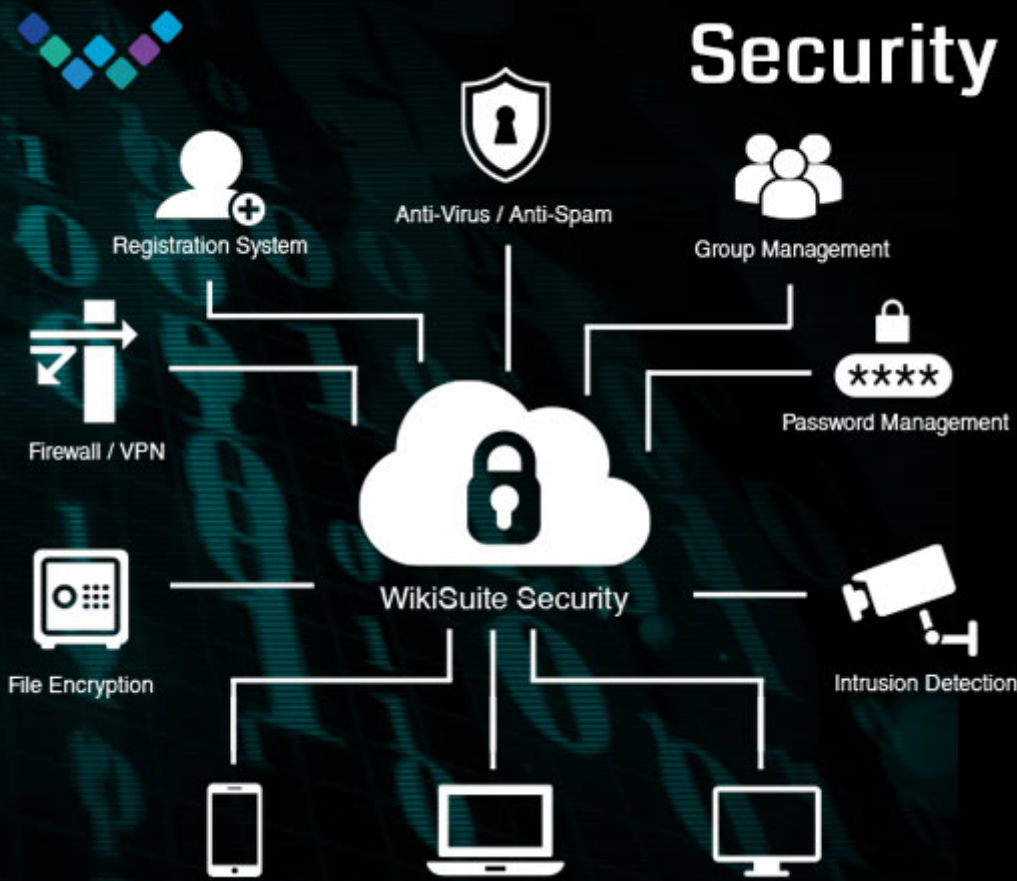 Security
Anti-Virus / Anti-Spam
Registration System
Group Management
****
Password Management
Firewall / VPN
WikiSuite Security
File Encryption
Intrusion Detection